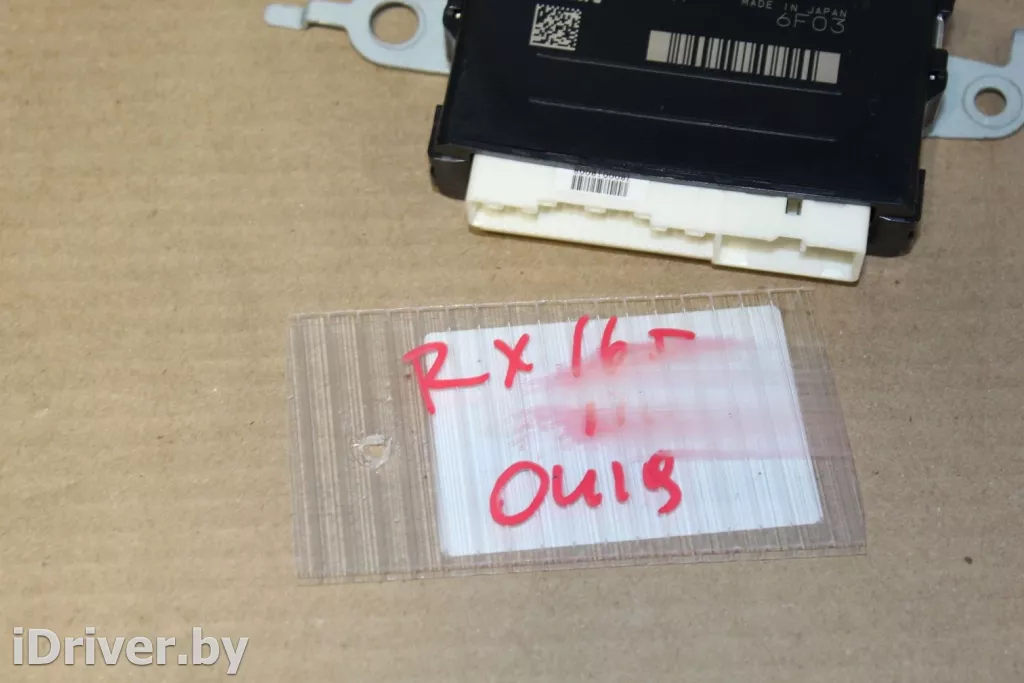 MADE IN JAPAN
6F03
RX 16г
0419
iDriver.by